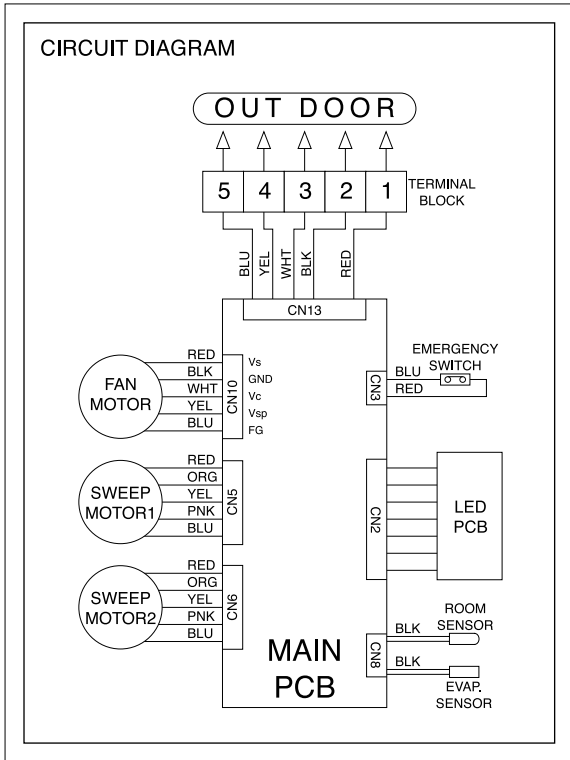 CIRCUIT DIAGRAM
OUT DOOR
5 4 3 2 1
TERMINAL
BLOCK
BLU
YEL
WHT
BLK
RED
CN13
FAN
MOTOR
RED
BLK
WHT
YEL
BLU
CN10
Vs
GND
Vc
Vsp
FG
EMERGENCY
SWITCH
CN3
BLU
RED
SWEEP
MOTOR1
RED
ORG
YEL
PNK
BLU
CN5
CN2
LED
PCB
SWEEP
MOTOR2
RED
ORG
YEL
PNK
BLU
CN6
MAIN
PCB
CN8
BLK
BLK
ROOM
SENSOR
EVAP.
SENSOR